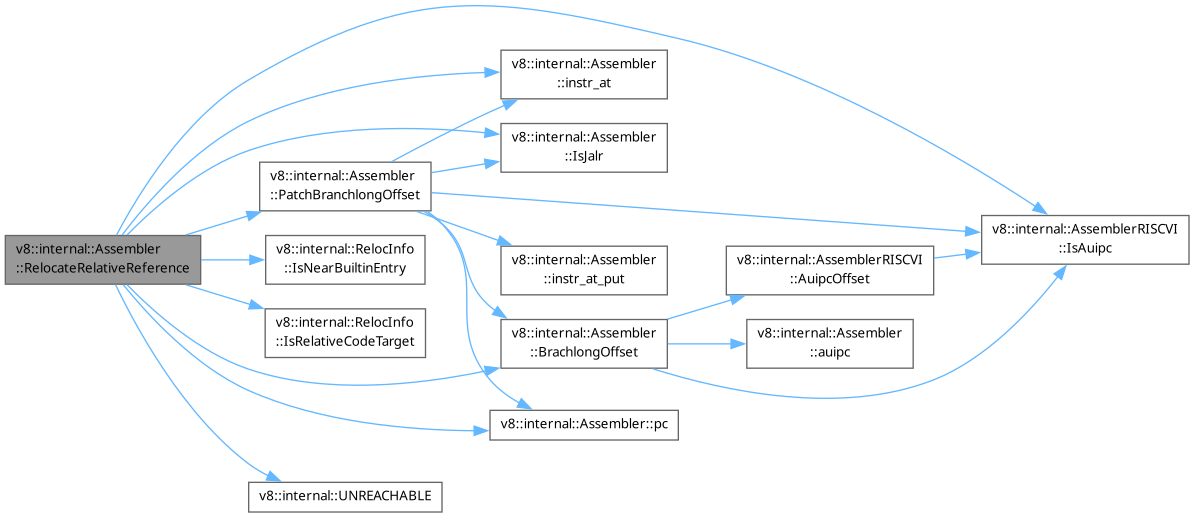 v8::internal::Assembler
::RelocateRelativeReference
v8::internal::Assembler
::PatchBranchlongOffset
v8::internal::RelocInfo
::IsNearBuiltinEntry
v8::internal::RelocInfo
::IsRelativeCodeTarget
v8::internal::UNREACHABLE
v8::internal::Assembler
::instr_at
v8::internal::Assembler
::IsJalr
v8::internal::Assembler
::instr_at_put
v8::internal::Assembler
::BrachlongOffset
v8::internal::Assembler::pc
v8::internal::AssemblerRISCVI
::AuipcOffset
v8::internal::Assembler
::auipc
v8::internal::AssemblerRISCVI
::IsAuipc